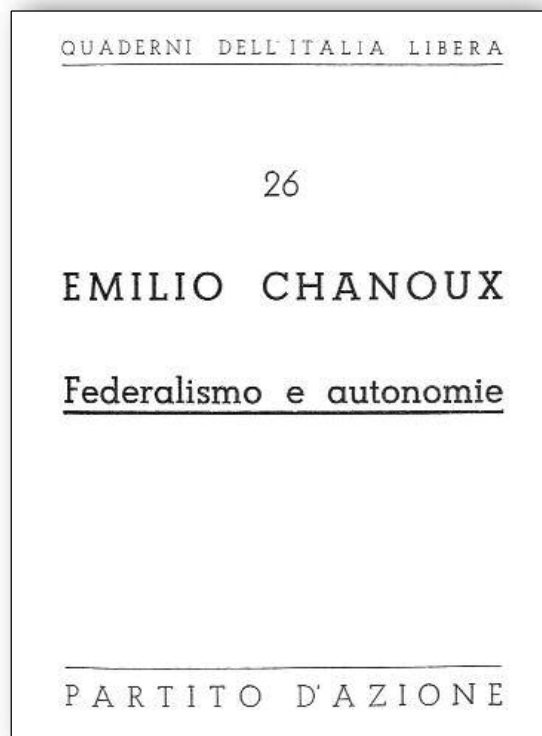 QUADERNI DELL'ITALIA LIBERA
26
EMILIO CHANOUX
Federalismo e autonomie
PARTITO D'AZIONE